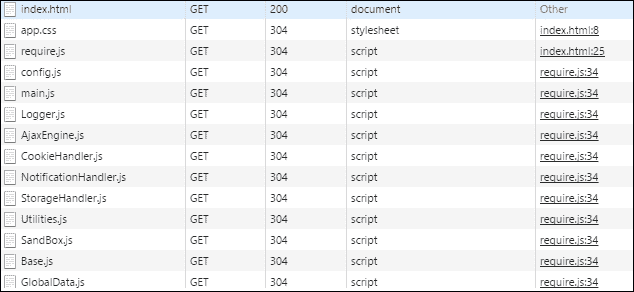 index.html GET 200 document Other
app.css GET 304 stylesheet index.html:8
require.js GET 304 script index.html:25
config.js GET 304 script require.js:34
main.js GET 304 script require.js:34
Logger.js GET 304 script require.js:34
AjaxEngine.js GET 304 script require.js:34
CookieHandler.js GET 304 script require.js:34
NotificationHandler.js GET 304 script require.js:34
StorageHandler.js GET 304 script require.js:34
Utilities.js GET 304 script require.js:34
SandBox.js GET 304 script require.js:34
Base.js GET 304 script require.js:34
GlobalData.js GET 304 script require.js:34